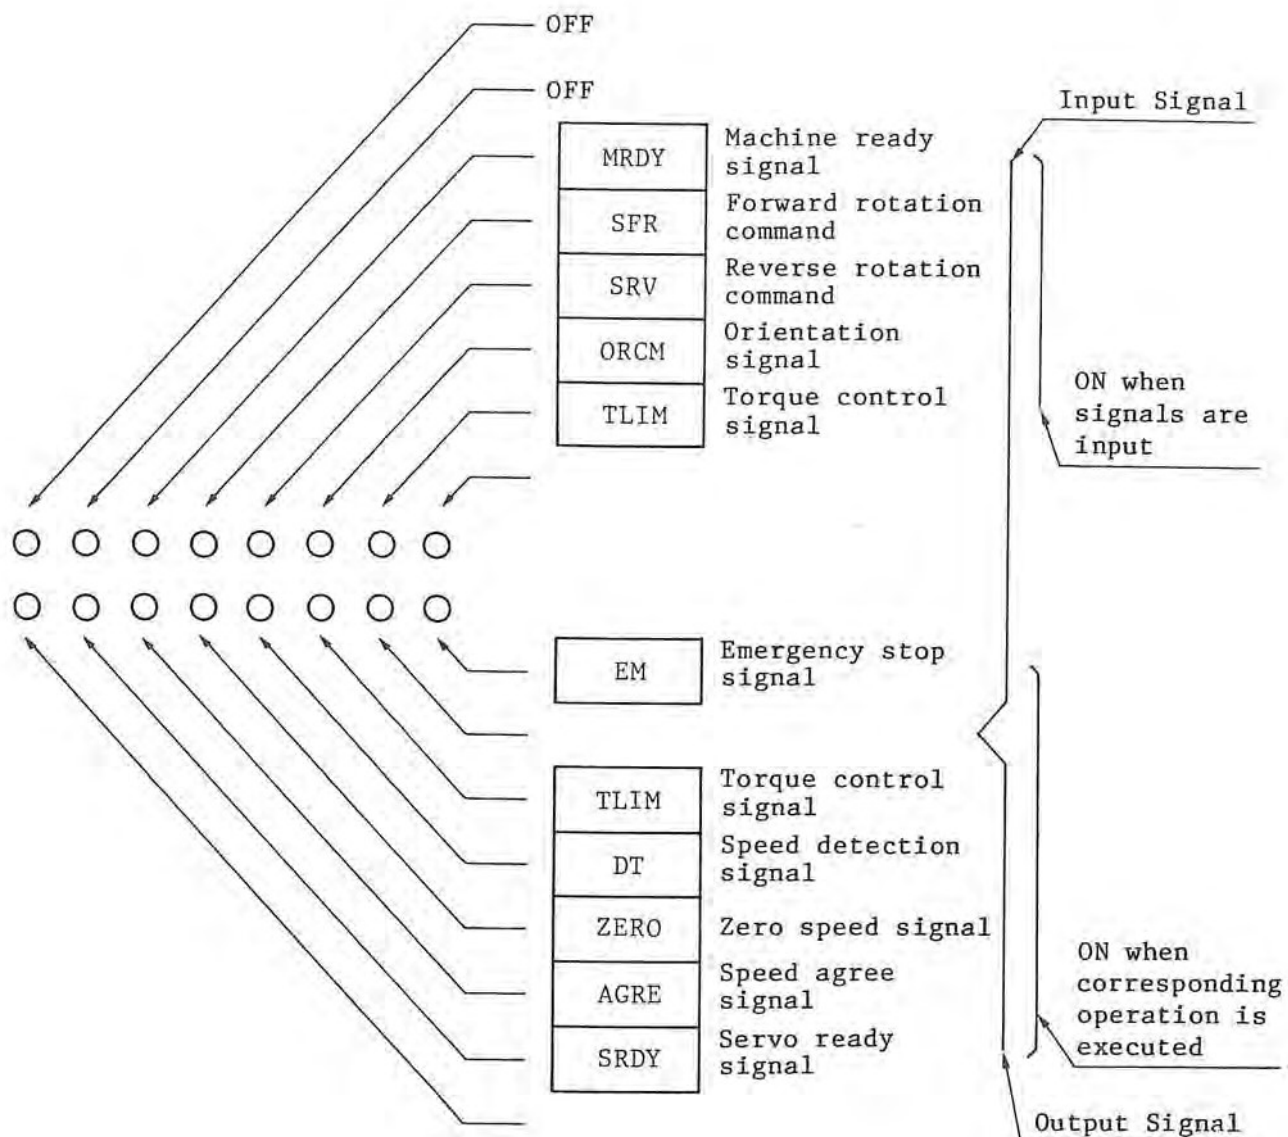 OFF
OFF
Input Signal
MRDY
Machine ready
signal
SFR
Forward rotation
command
SRV
Reverse rotation
command
ORCM
Orientation
signal
TLIM
Torque control
signal
ON when
signals are
input
EM
Emergency stop
signal
TLIM
Torque control
signal
DT
Speed detection
signal
ZERO
Zero speed signal
AGRE
Speed agree
signal
SRDY
Servo ready
signal
ON when
corresponding
operation is
executed
Output Signal